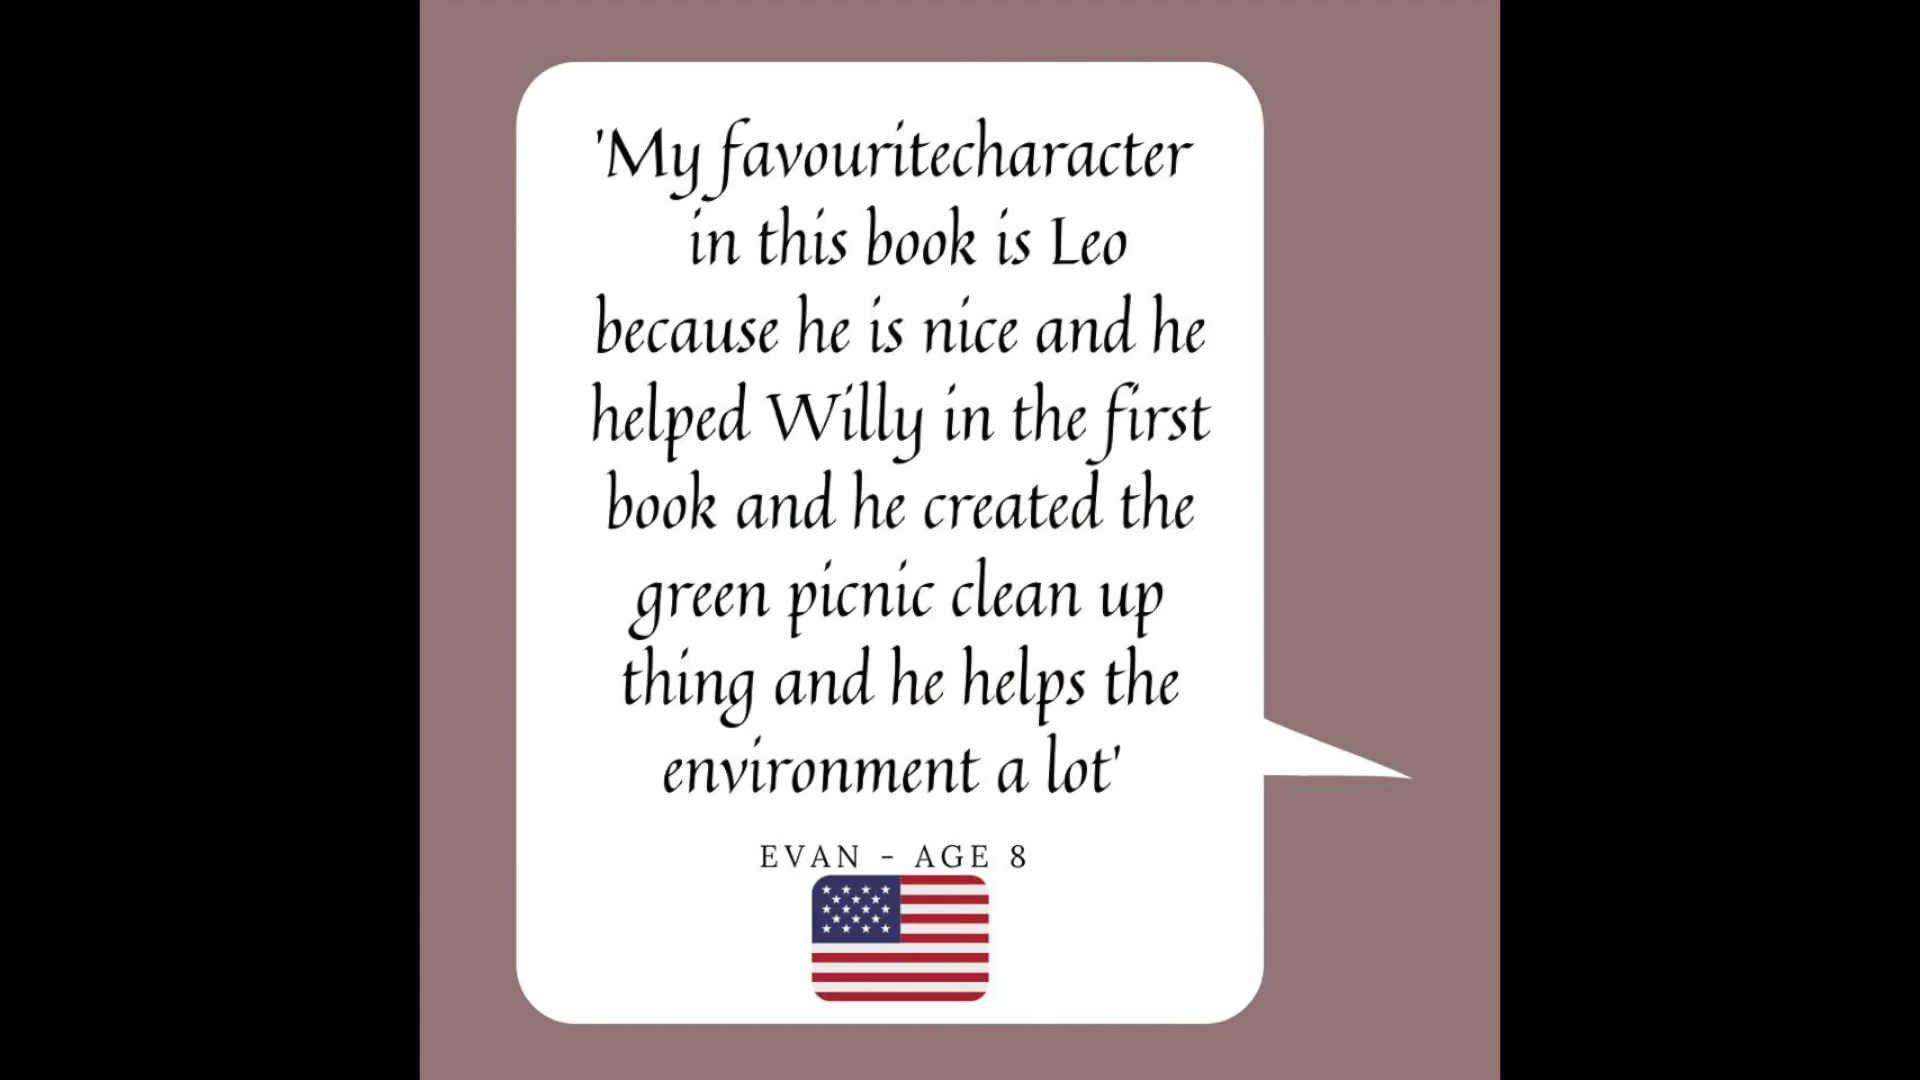 'My favouritecharacter
in this book is Leo
because he is nice and he
helped Willy in the first
book and he created the
green picnic clean up
thing and he helps the
environment a lot'
EVAN - AGE 8